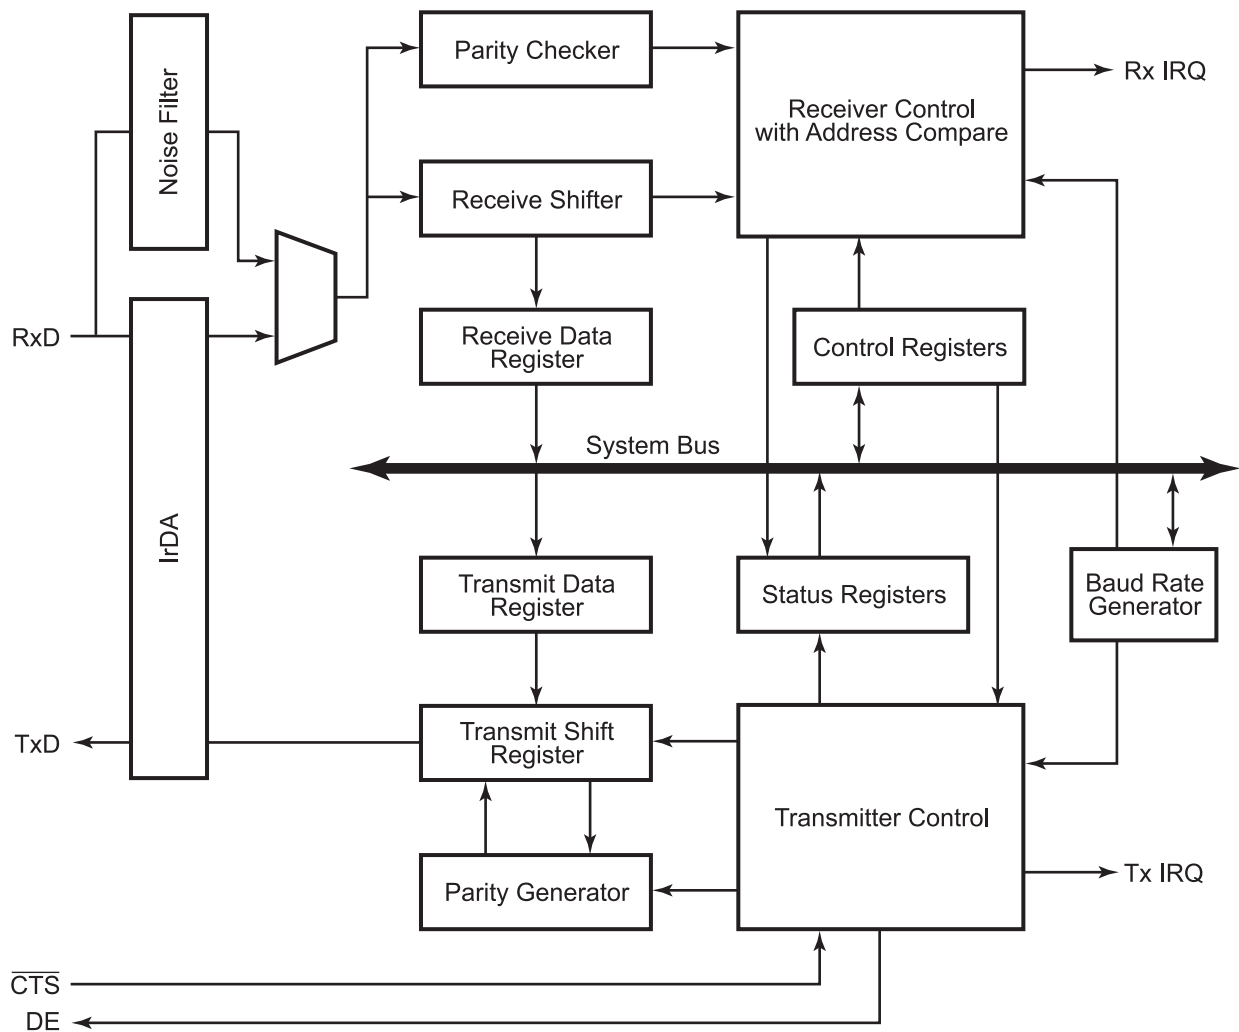 Noise Filter
Parity Checker
Receiver Control
with Address Compare
Rx IRQ
Receive Shifter
RxD
Receive Data
Register
Control Registers
System Bus
IrDA
Transmit Data
Register
Status Registers
Baud Rate
Generator
TxD
Transmit Shift
Register
Transmitter Control
Parity Generator
Tx IRQ
CTS
DE